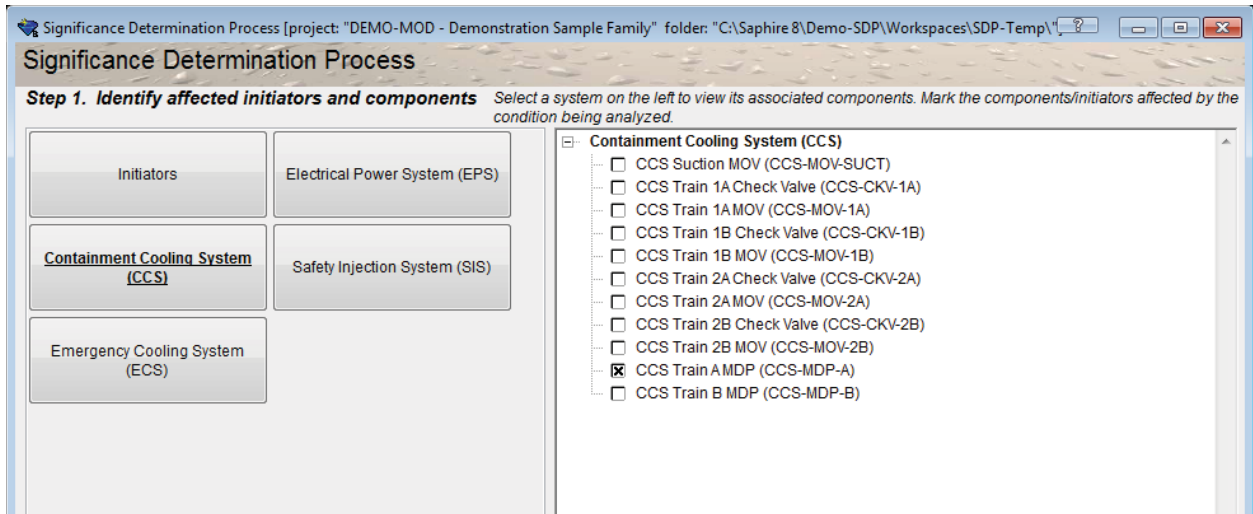 Significance Determination Process [project: "DEMO-MOD - Demonstration Sample Family" folder: "C:\Saphire 8\Demo-SDP\Workspaces\SDP-Temp\"]
Significance Determination Process
Step 1. Identify affected initiators and components
Select a system on the left to view its associated components. Mark the components/initiators affected by the
condition being analyzed.
Initiators
Electrical Power System (EPS)
Containment Cooling System
(CCS)
Safety Injection System (SIS)
Emergency Cooling System
(ECS)
Containment Cooling System (CCS)
CCS Suction MOV (CCS-MOV-SUCT)
CCS Train 1A Check Valve (CCS-CKV-1A)
CCS Train 1A MOV (CCS-MOV-1A)
CCS Train 1B Check Valve (CCS-CKV-1B)
CCS Train 1B MOV (CCS-MOV-1B)
CCS Train 2A Check Valve (CCS-CKV-2A)
CCS Train 2A MOV (CCS-MOV-2A)
CCS Train 2B Check Valve (CCS-CKV-2B)
CCS Train 2B MOV (CCS-MOV-2B)
CCS Train A MDP (CCS-MDP-A)
CCS Train B MDP (CCS-MDP-B)